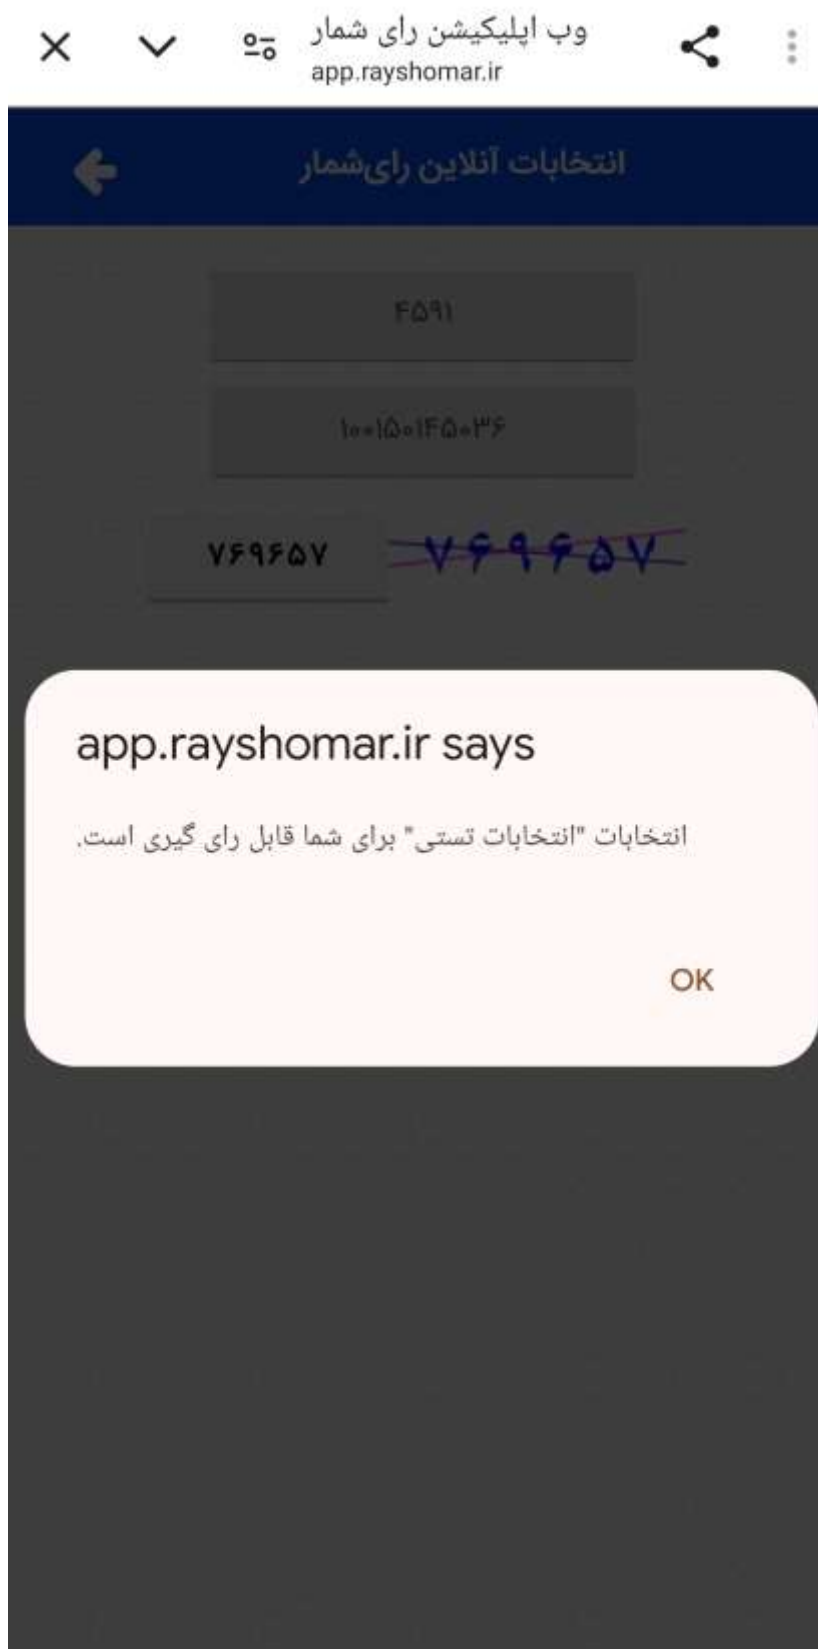 وب اپلیکیشن رای شمار
app.rayshomar.ir
انتخابات آنلاین رای‌شمار
۴۵۹۱
۱۰۰۱۵۰۱۴۵۰۳۶
۷۶۹۶۵۷ ۷۶۹۶۵۷
app.rayshomar.ir says
انتخابات "انتخابات تستی" برای شما قابل رای گیری است.
OK